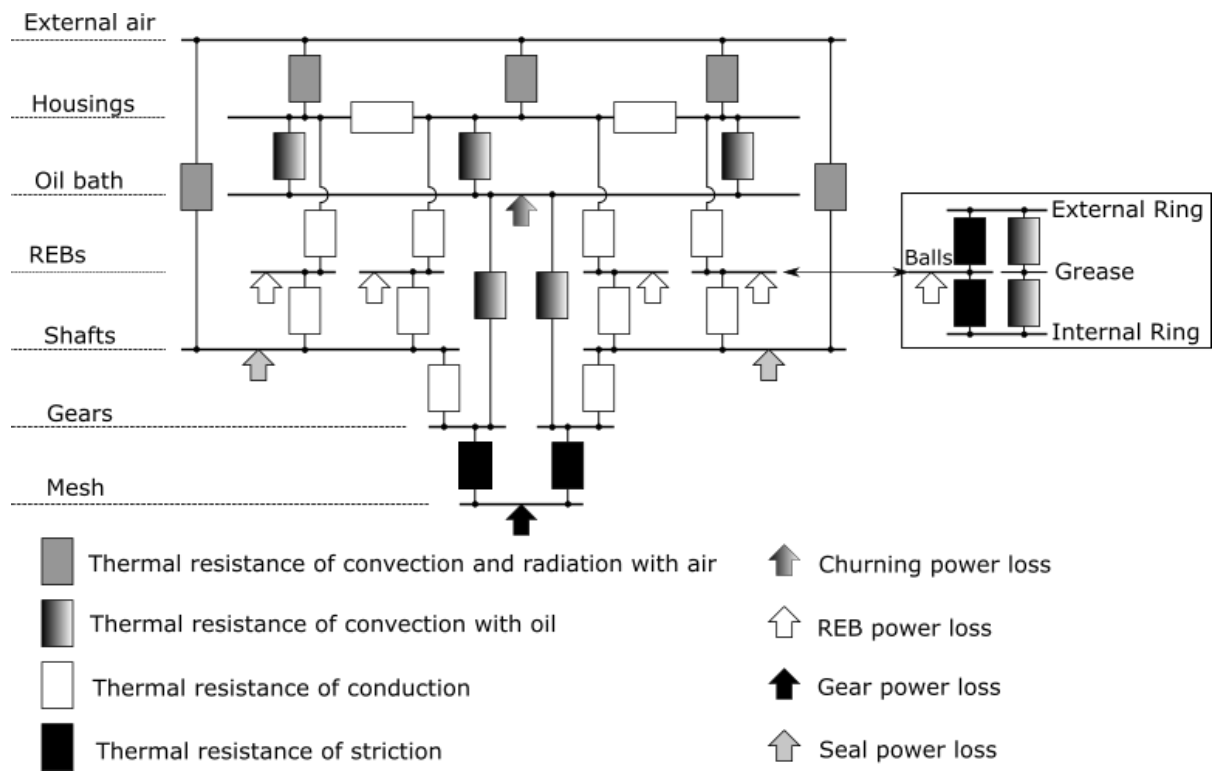 External air
Housings
Oil bath
External Ring
REBs
Balls
Grease
Shafts
Internal Ring
Gears
Mesh
Thermal resistance of convection and radiation with air
Churning power loss
Thermal resistance of convection with oil
REB power loss
Thermal resistance of conduction
Gear power loss
Thermal resistance of striction
Seal power loss